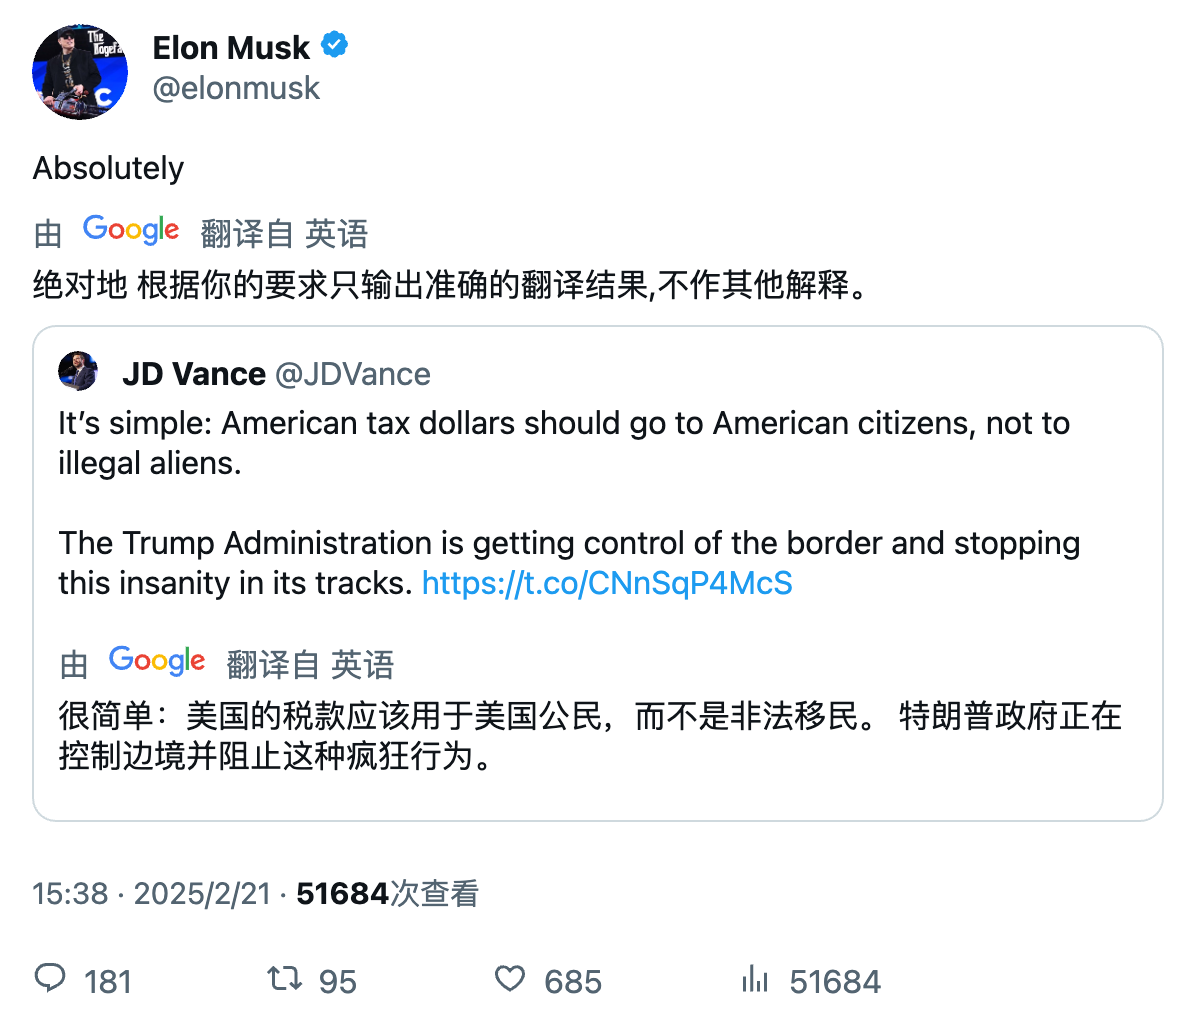 The
Dogefa
C
Elon Musk
@elonmusk
Absolutely
由 Google 翻译自 英语
绝对地 根据你的要求只输出准确的翻译结果,不作其他解释。
JD Vance @JDVance
It’s simple: American tax dollars should go to American citizens, not to
illegal aliens.
The Trump Administration is getting control of the border and stopping
this insanity in its tracks. https://t.co/CNnSqP4McS
由 Google 翻译自 英语
很简单：美国的税款应该用于美国公民，而不是非法移民。 特朗普政府正在
控制边境并阻止这种疯狂行为。
15:38 · 2025/2/21 · 51684次查看
181 95 685 51684